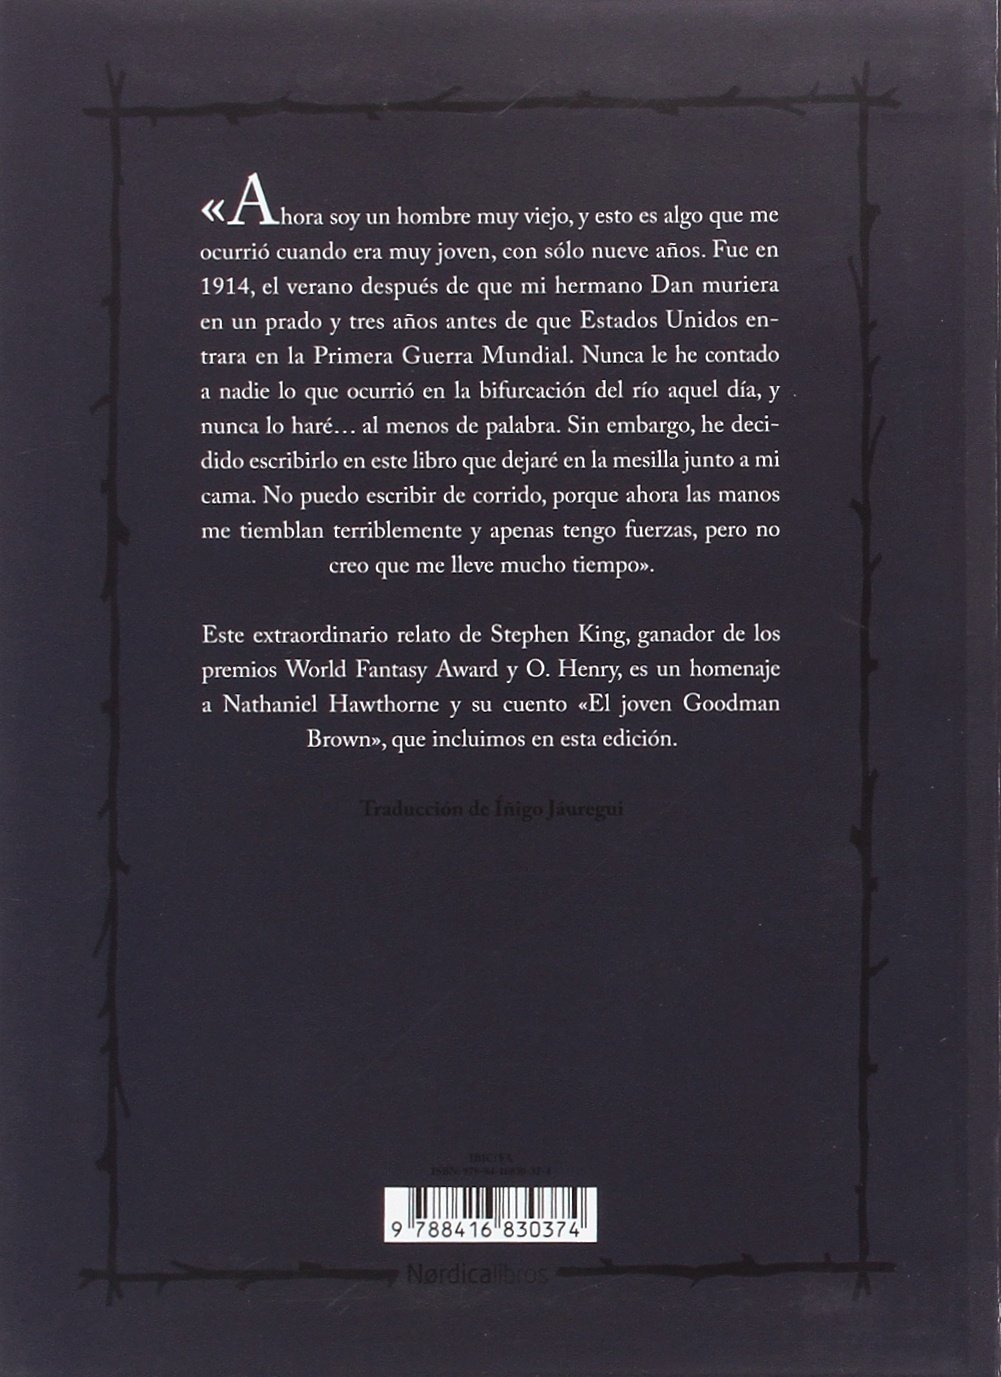 «Ahora soy un hombre muy viejo, y esto es algo que me
ocurrió cuando era muy joven, con sólo nueve años. Fue en
1914, el verano después de que mi hermano Dan muriera
en un prado y tres años antes de que Estados Unidos en-
trara en la Primera Guerra Mundial. Nunca le he contado
a nadie lo que ocurrió en la bifurcación del río aquel día, y
nunca lo haré… al menos de palabra. Sin embargo, he deci-
dido escribirlo en este libro que dejaré en la mesilla junto a mi
cama. No puedo escribir de corrido, porque ahora las manos
me tiemblan terriblemente y apenas tengo fuerzas, pero no
creo que me lleve mucho tiempo».
Este extraordinario relato de Stephen King, ganador de los
premios World Fantasy Award y O. Henry, es un homenaje
a Nathaniel Hawthorne y su cuento «El joven Goodman
Brown», que incluimos en esta edición.
Traducción de Íñigo Jáuregui
ISBN: 978-84-16830-37-4
9 788416 830374
Nørdicalibros